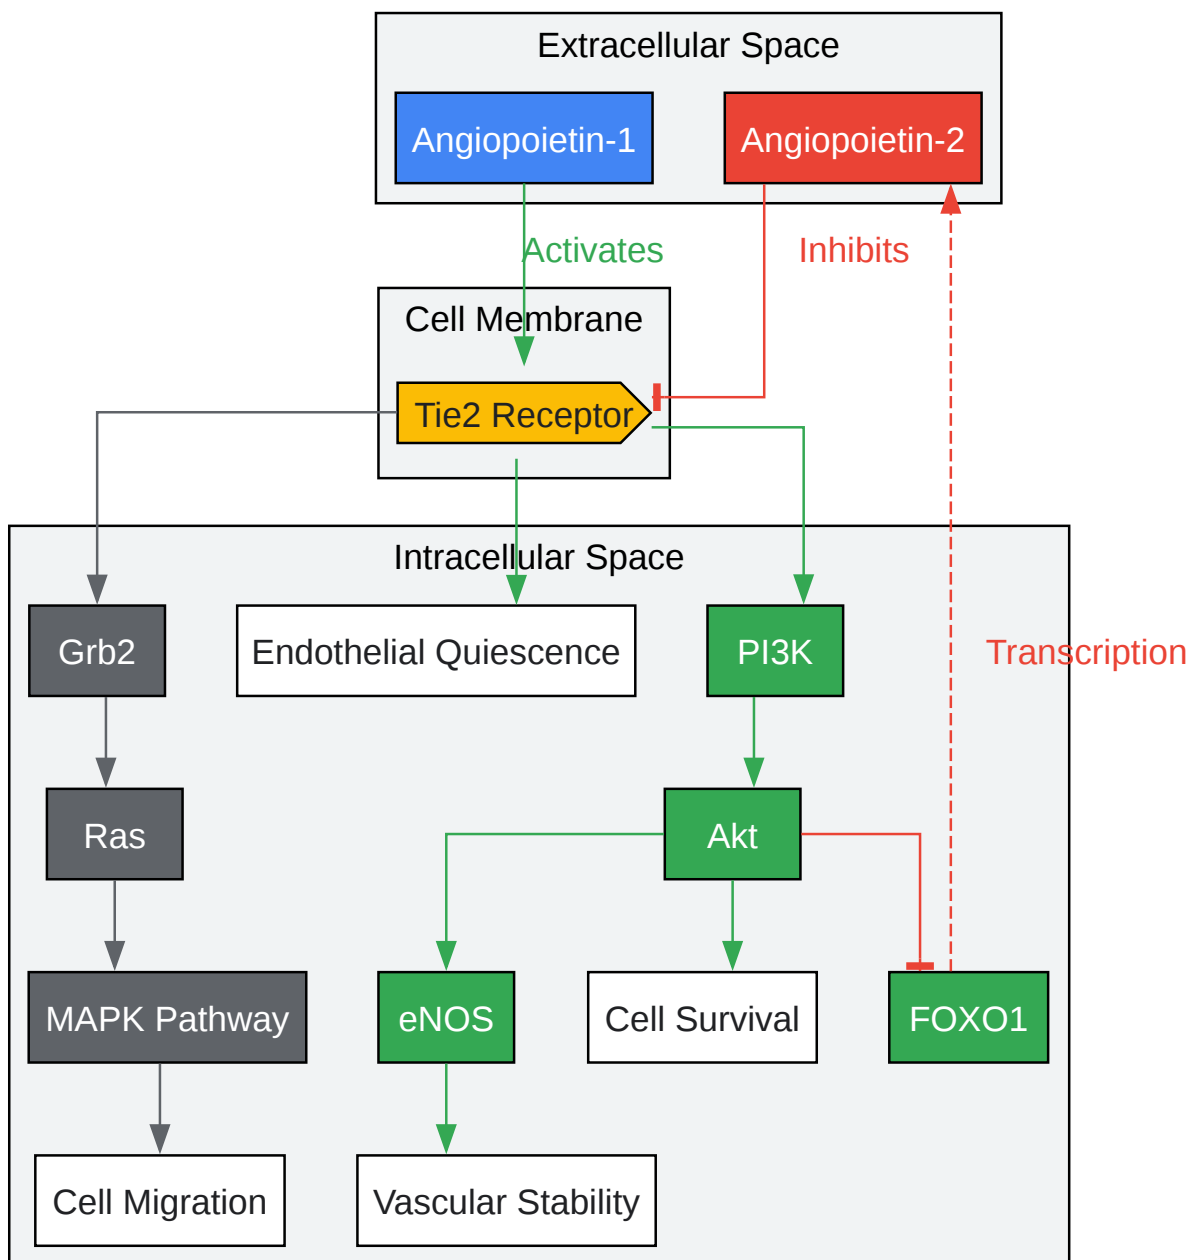 Extracellular Space
Angiopoietin-1
Angiopoietin-2
Activates
Inhibits
Cell Membrane
Tie2 Receptor
Intracellular Space
Grb2
Endothelial Quiescence
PI3K
Transcription
Ras
Akt
MAPK Pathway
eNOS
Cell Survival
FOXO1
Cell Migration
Vascular Stability